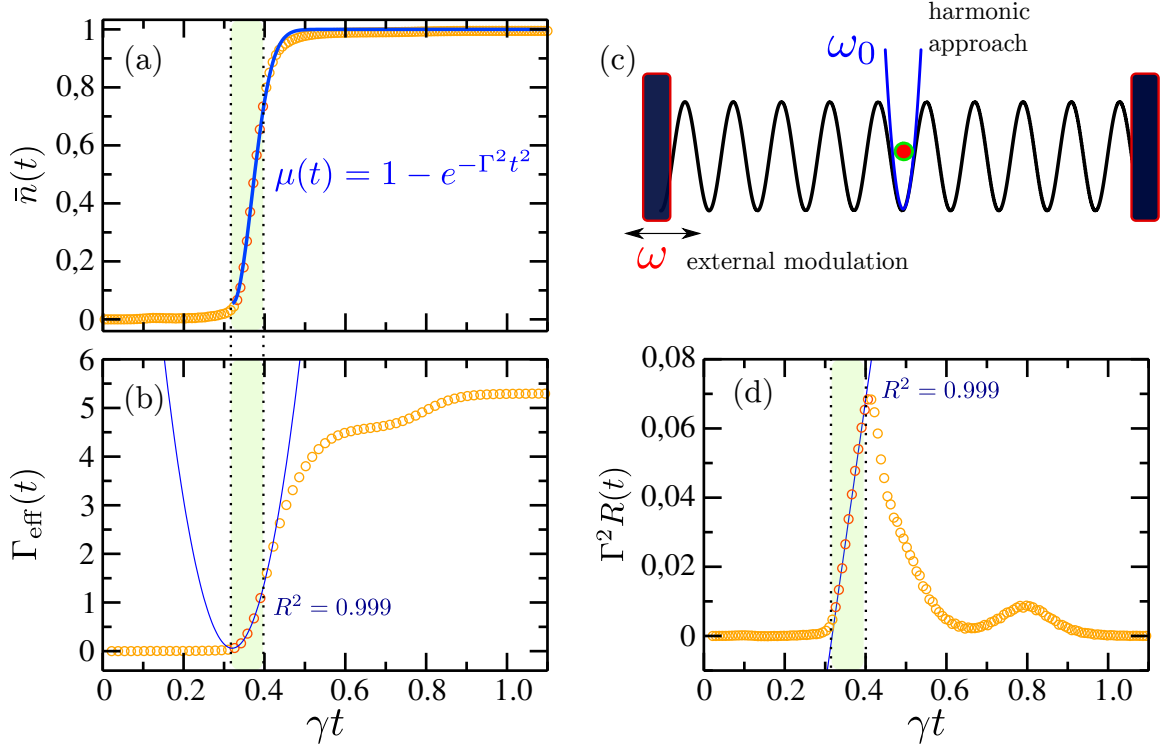 (a)
1
0,8
0,6
0,4
0,2
0
n̄(t)
μ(t) = 1 − e^{−Γ²t²}
(b)
6
5
4
3
2
1
0
Γ_eff(t)
R² = 0.999
0 0.2 0.4 0.6 0.8 1.0
γt
(c)
harmonic
approach
ω₀
ω external modulation
(d)
0,08
0,06
0,04
0,02
0
Γ²R(t)
R² = 0.999
0 0.2 0.4 0.6 0.8 1.0
γt